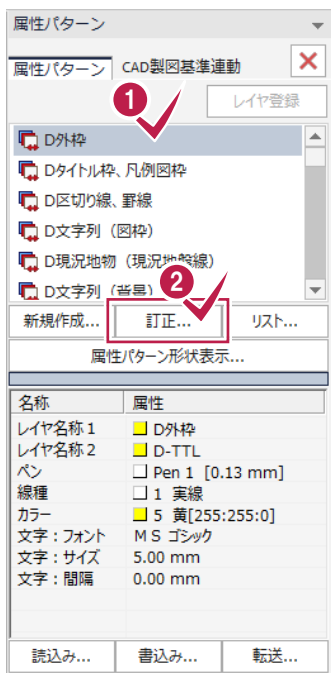 属性パターン
属性パターン CAD製図基準連動
1
レイヤ登録
D外枠
Dタイトル枠、凡例図枠
D区切り線、罫線
D文字列（図枠）
D現況地物（現況地盤線）
2
D文字列（背景）
新規作成... 訂正... リスト...
属性パターン形状表示...
名称 属性
レイヤ名称 1 D外枠
レイヤ名称 2 D-TTL
ペン Pen 1 [0.13 mm]
線種 1 実線
カラー 5 黄[255:255:0]
文字：フォント ＭＳ ゴシック
文字：サイズ 5.00 mm
文字：間隔 0.00 mm
読込み... 書込み... 転送...